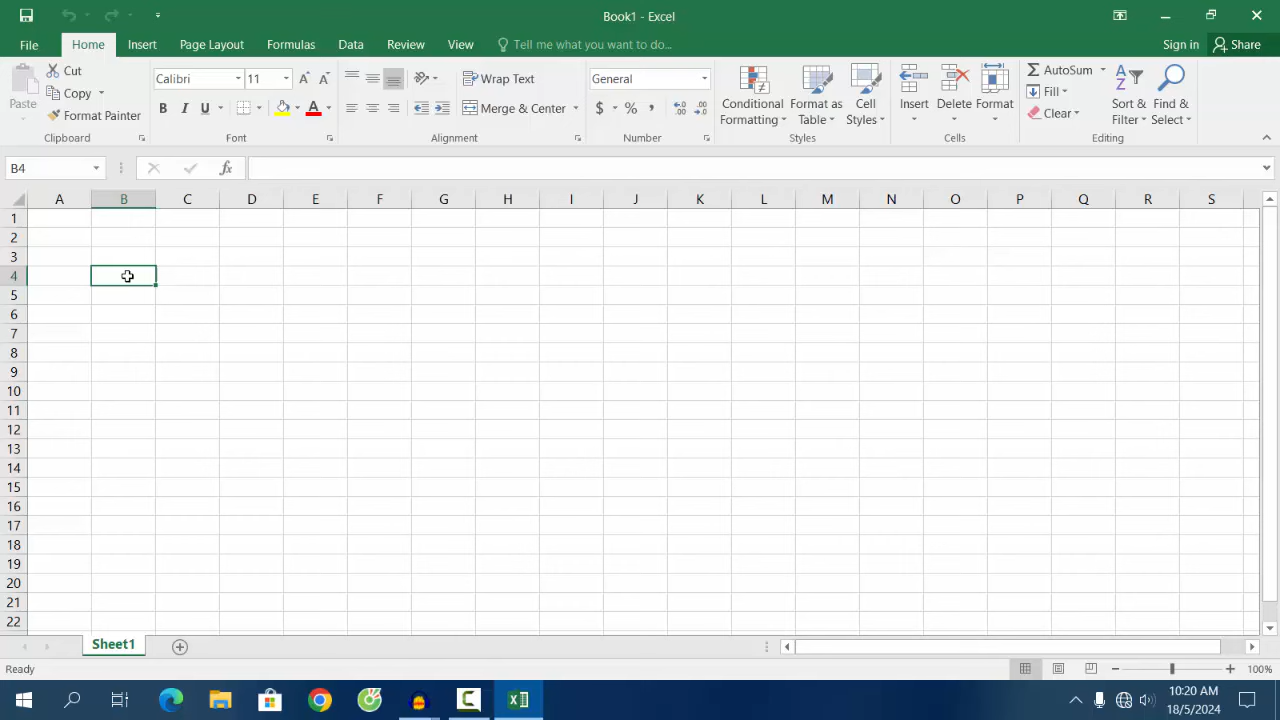 Book1 - Excel
File Home Insert Page Layout Formulas Data Review View Tell me what you want to do... Sign in Share
Paste Cut Copy Format Painter Clipboard
Calibri 11 B I U A Font
Wrap Text Merge & Center Alignment
General $ % , Number
Conditional Formatting Format as Table Cell Styles Styles
Insert Delete Format Cells
AutoSum Fill Clear Sort & Filter Find & Select Editing
B4 fx
A B C D E F G H I J K L M N O P Q R S
1
2
3
4
5
6
7
8
9
10
11
12
13
14
15
16
17
18
19
20
21
22
Sheet1
Ready 100%
10:20 AM
18/5/2024